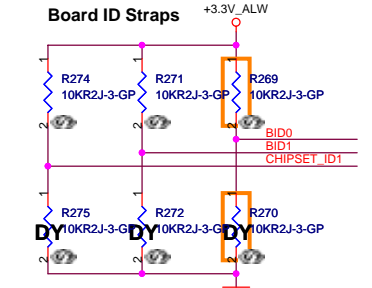 Board ID Straps
+3.3V_ALW
1 1 1
R274 R271 R269
10KR2J-3-GP 10KR2J-3-GP 10KR2J-3-GP
2 2 2
BID0
BID1
CHIPSET_ID1
1 1 1
R275 R272 R270
DY 10KR2J-3-GP DY 10KR2J-3-GP DY 10KR2J-3-GP
2 2 2